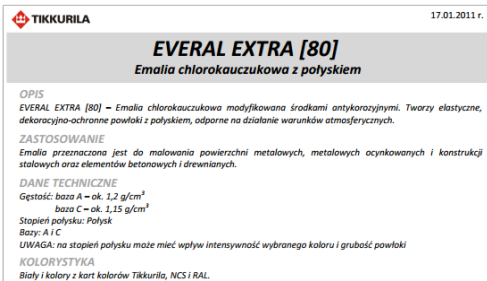 TIKKURILA
17.01.2011 r.
EVERAL EXTRA [80]
Emalia chlorokauczukowa z połyskiem
OPIS
EVERAL EXTRA [80] – Emalia chlorokauczukowa modyfikowana środkami antykorozyjnymi. Tworzy elastyczne,
dekoracyjno-ochronne powłoki z połyskiem, odporne na działanie warunków atmosferycznych.
ZASTOSOWANIE
Emalia przeznaczona jest do malowania powierzchni metalowych, metalowych ocynkowanych i konstrukcji
stalowych oraz elementów betonowych i drewnianych.
DANE TECHNICZNE
Gęstość: baza A – ok. 1,2 g/cm³
baza C – ok. 1,15 g/cm³
Stopień połysku: Połysk
Bazy: A i C
UWAGA: na stopień połysku może mieć wpływ intensywność wybranego koloru i grubość powłoki
KOLORYSTYKA
Biały i kolory z kart kolorów Tikkurila, NCS i RAL.